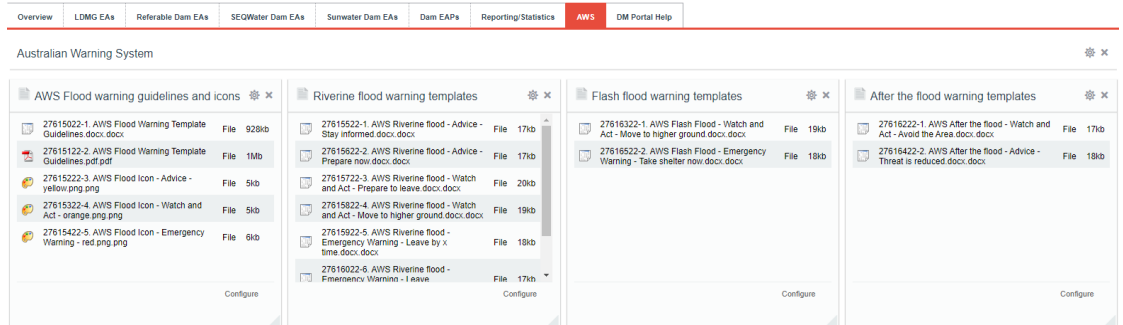 Overview LDMG EAs Referable Dam EAs SEQWater Dam EAs Sunwater Dam EAs Dam EAPs Reporting/Statistics AWS DM Portal Help
Australian Warning System
AWS Flood warning guidelines and icons
27615022-1. AWS Flood Warning Template File 928kb
Guidelines.docx.docx
27615122-2. AWS Flood Warning Template File 1Mb
Guidelines.pdf.pdf
27615222-3. AWS Flood Icon - Advice - File 5kb
yellow.png.png
27615322-4. AWS Flood Icon - Watch and File 5kb
Act - orange.png.png
27615422-5. AWS Flood Icon - Emergency File 6kb
Warning - red.png.png
Configure
Riverine flood warning templates
27615522-1. AWS Riverine flood - Advice - File 17kb
Stay informed.docx.docx
27615622-2. AWS Riverine flood - Advice - File 17kb
Prepare now.docx.docx
27615722-3. AWS Riverine flood - Watch File 20kb
and Act - Prepare to leave.docx.docx
27615822-4. AWS Riverine flood - Watch File 19kb
and Act - Move to higher ground.docx.docx
27615922-5. AWS Riverine flood -
Emergency Warning - Leave by x File 18kb
time.docx.docx
27616022-6. AWS Riverine flood -
Emergency Warning - Leave File 17kb
Configure
Flash flood warning templates
27616322-1. AWS Flash Flood - Watch and File 19kb
Act - Move to higher ground.docx.docx
27616522-2. AWS Flash Flood - Emergency File 18kb
Warning - Take shelter now.docx.docx
Configure
After the flood warning templates
27616222-1. AWS After the flood - Watch and File 17kb
Act - Avoid the Area.docx.docx
27616422-2. AWS After the flood - Advice - File 18kb
Threat is reduced.docx.docx
Configure